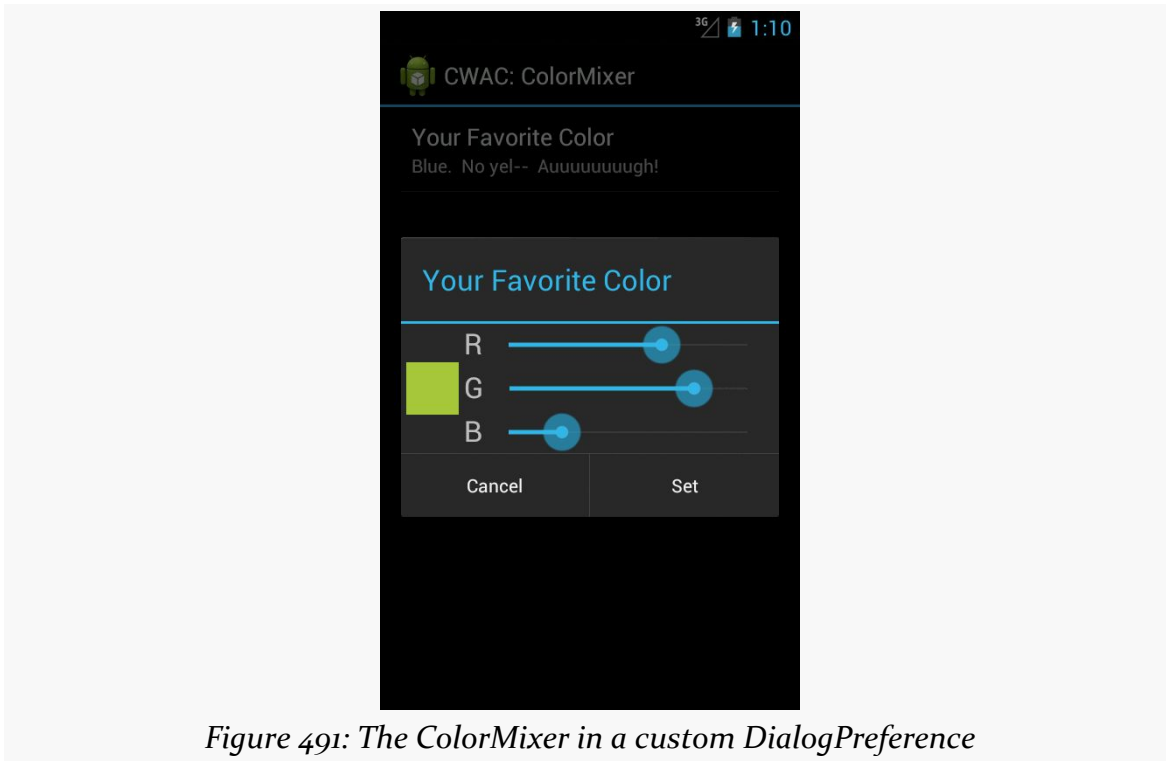 3G 1:10
CWAC: ColorMixer
Your Favorite Color
Blue.  No yel--  Auuuuuuuugh!
Your Favorite Color
R
G
B
Cancel Set
Figure 491: The ColorMixer in a custom DialogPreference